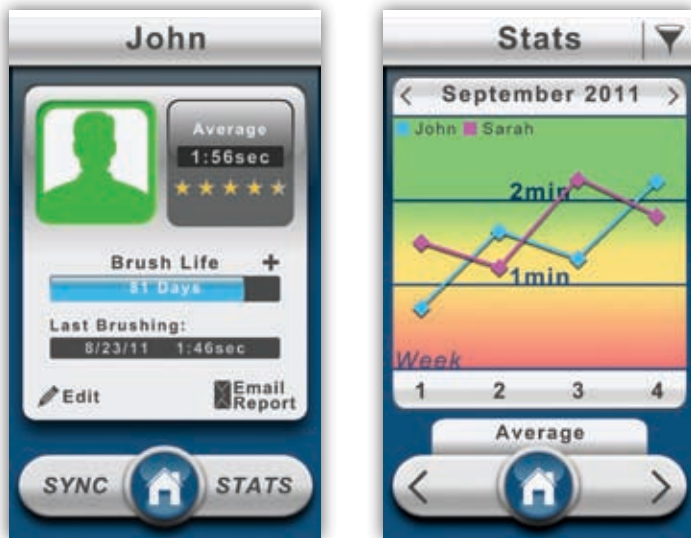 John
Average
1:56sec
Brush Life +
81 Days
Last Brushing:
8/23/11 1:46sec
Edit
Email
Report
SYNC STATS
Stats
< September 2011 >
John Sarah
2min
1min
Week
1 2 3 4
Average
< >